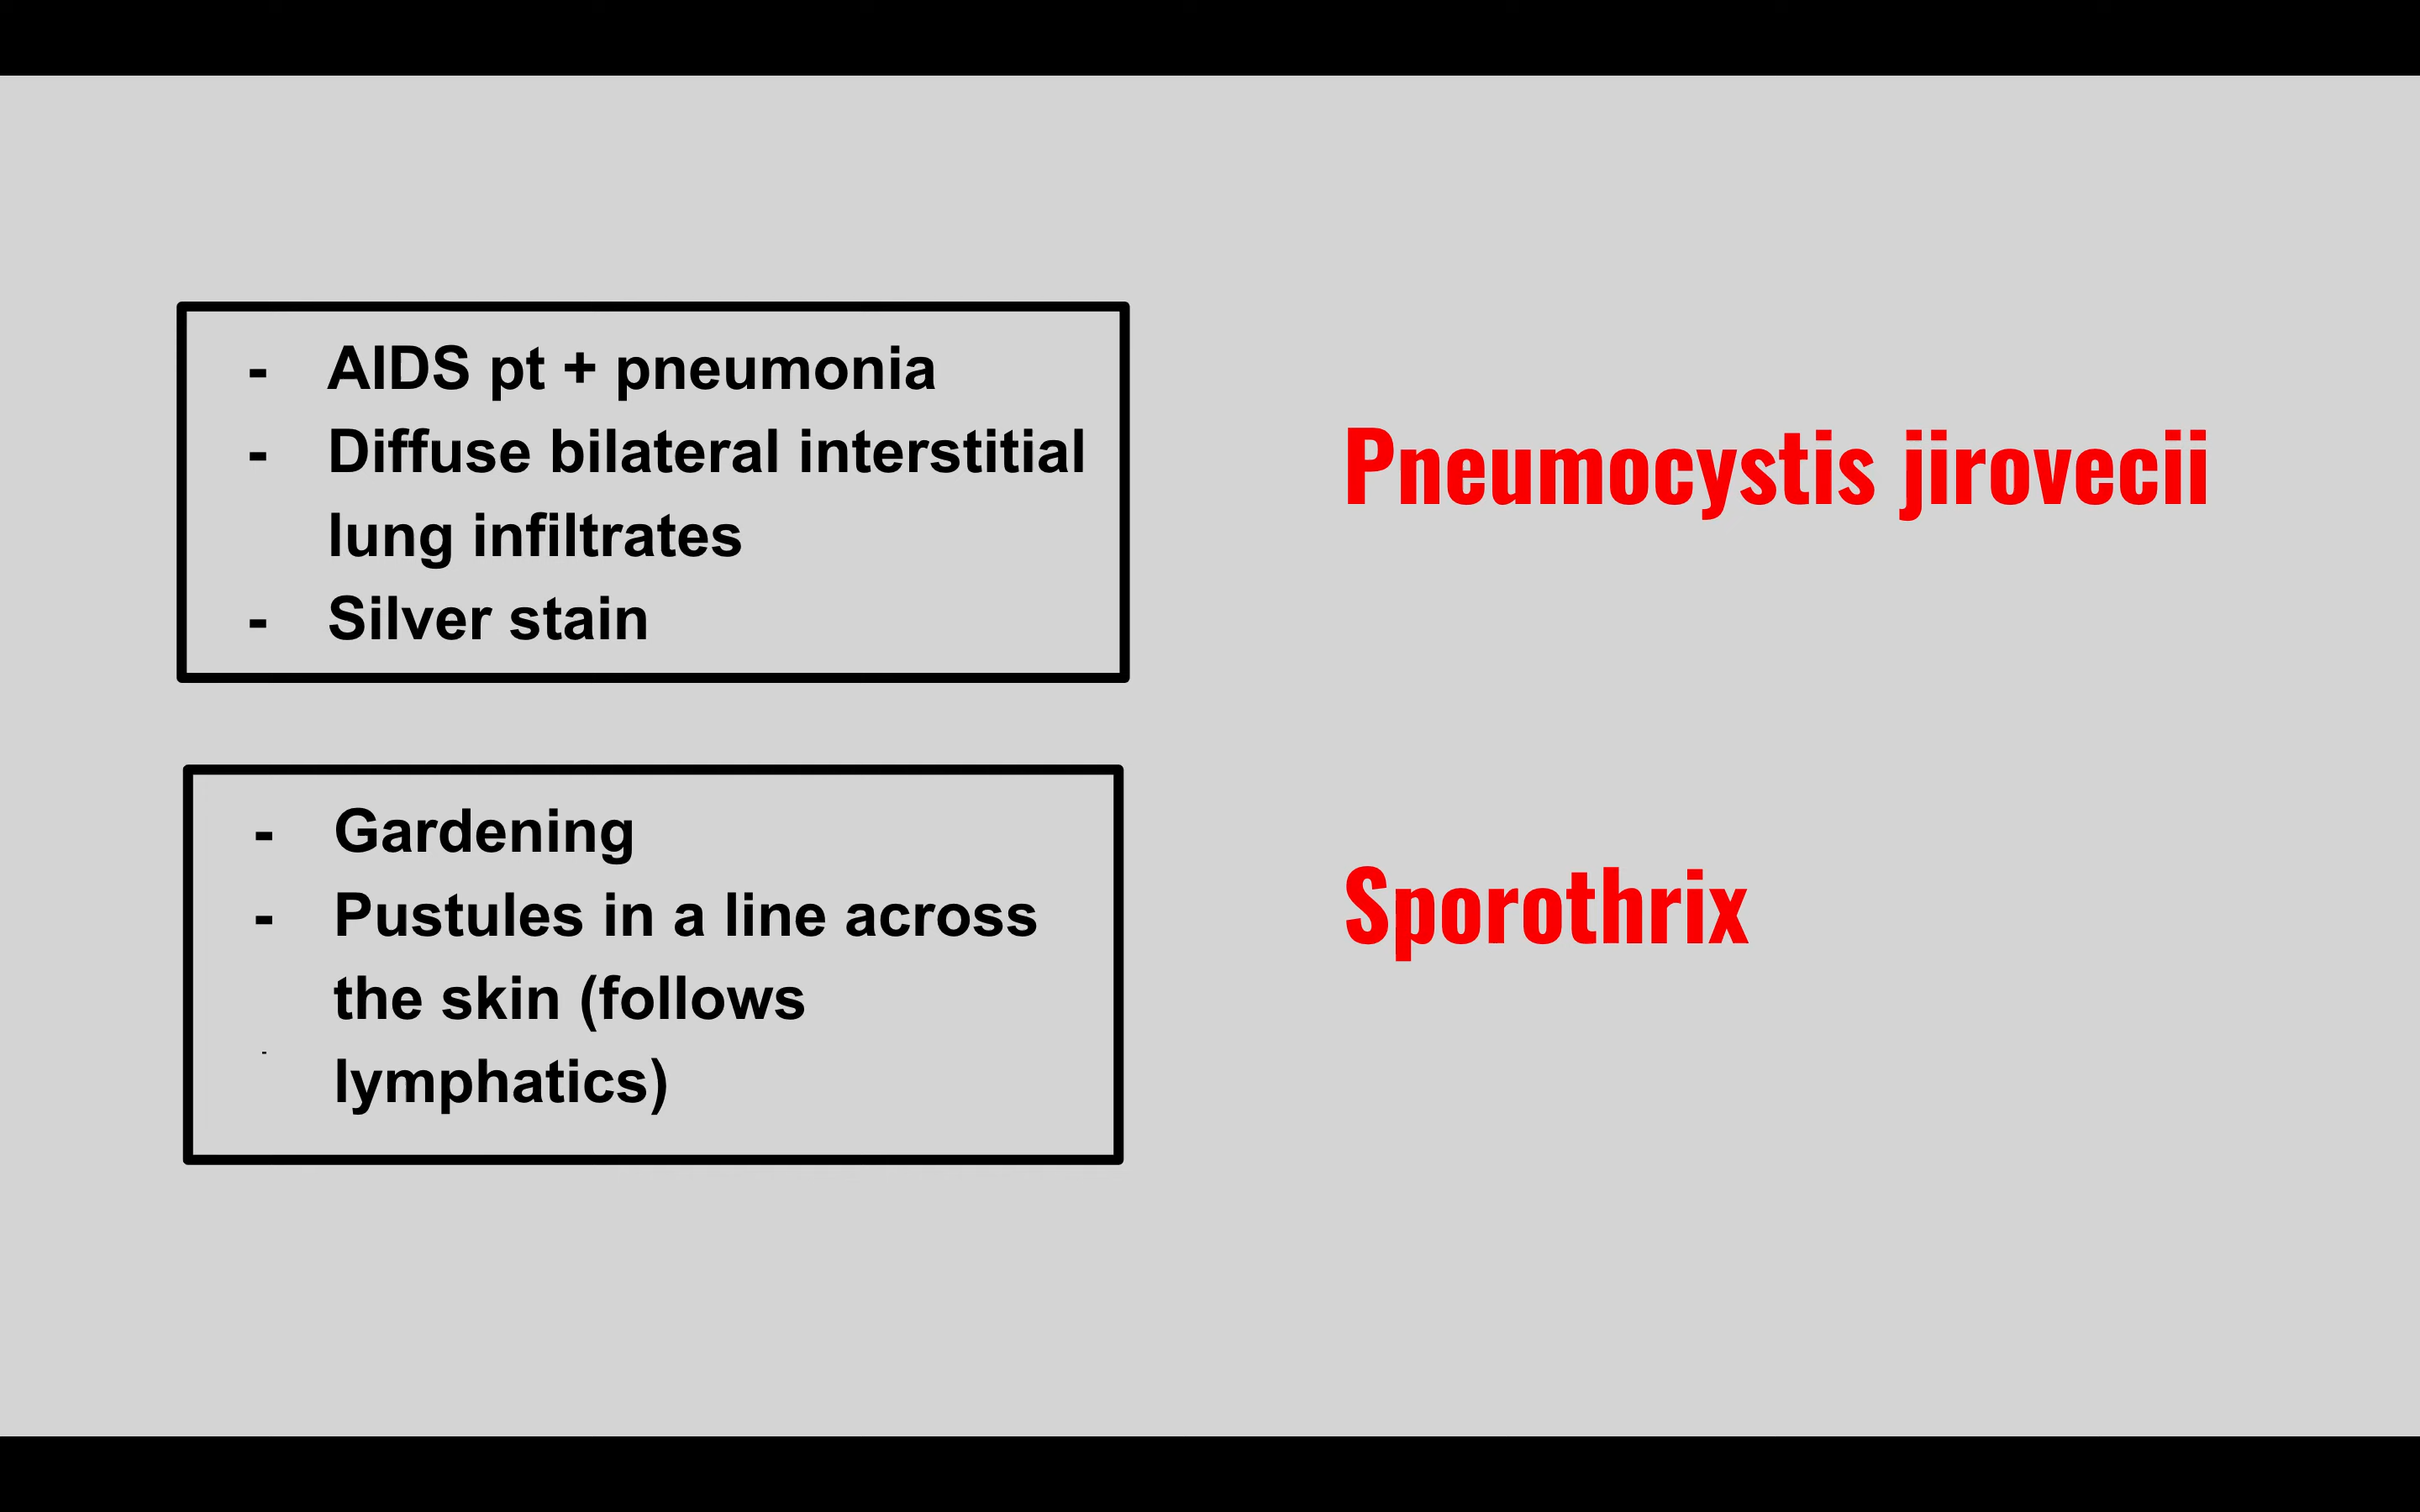 - AIDS pt + pneumonia
- Diffuse bilateral interstitial
lung infiltrates
- Silver stain
Pneumocystis jirovecii
- Gardening
- Pustules in a line across
the skin (follows
- lymphatics)
Sporothrix